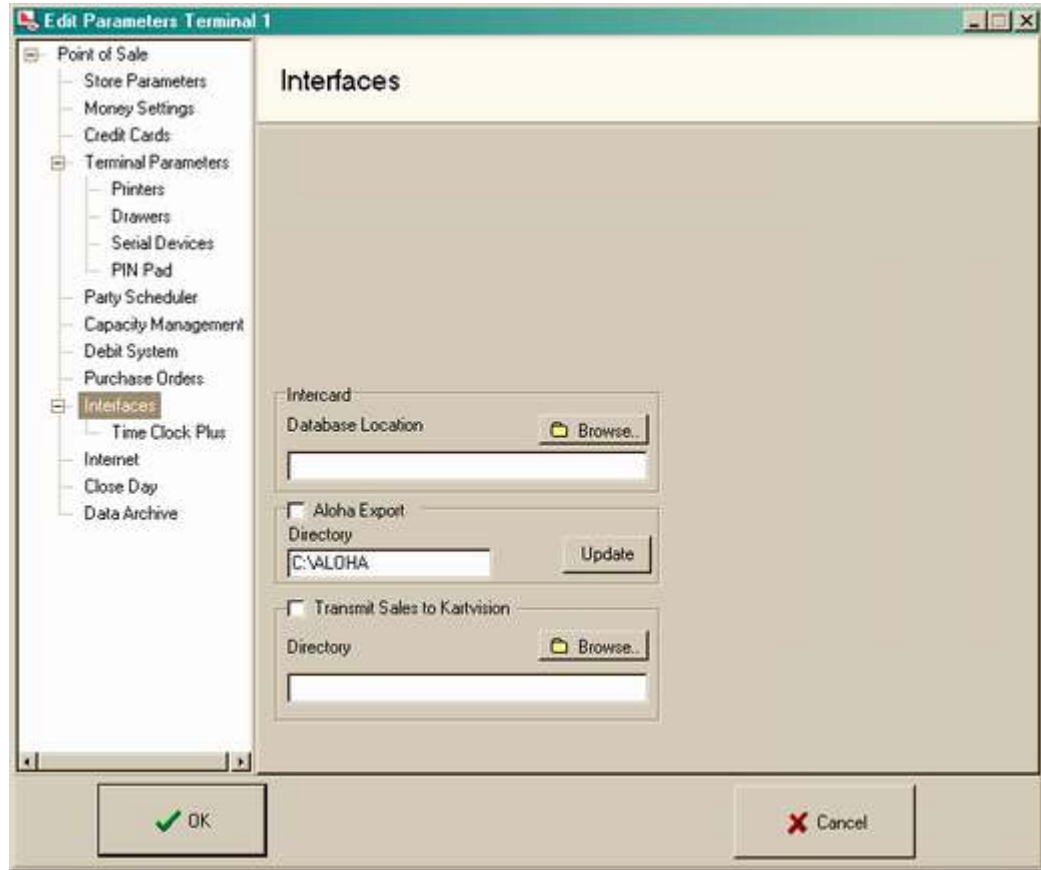 Edit Parameters Terminal 1
Point of Sale
Store Parameters
Money Settings
Credit Cards
Terminal Parameters
Printers
Drawers
Serial Devices
PIN Pad
Party Scheduler
Capacity Management
Debit System
Purchase Orders
Interfaces
Time Clock Plus
Internet
Close Day
Data Archive
Interfaces
Intercard
Database Location
Browse..
Aloha Export
Directory
C:\ALOHA
Update
Transmit Sales to Kartvision
Directory
Browse..
OK
Cancel